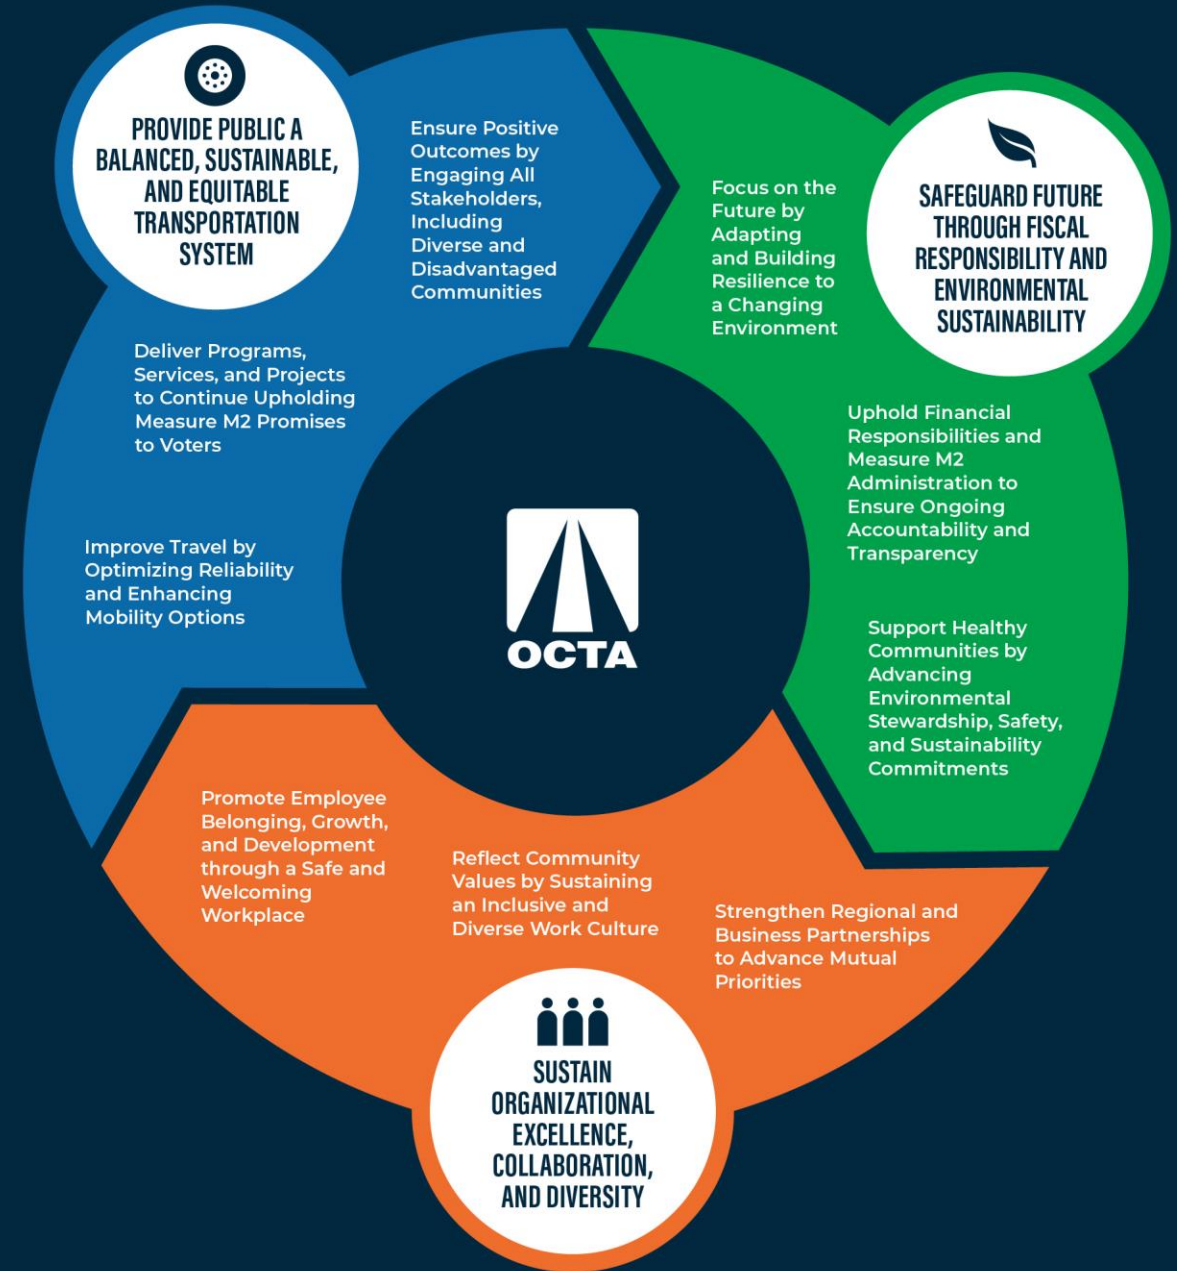 PROVIDE PUBLIC A
BALANCED, SUSTAINABLE,
AND EQUITABLE
TRANSPORTATION
SYSTEM
Ensure Positive
Outcomes by
Engaging All
Stakeholders,
Including
Diverse and
Disadvantaged
Communities
Deliver Programs,
Services, and Projects
to Continue Upholding
Measure M2 Promises
to Voters
Improve Travel by
Optimizing Reliability
and Enhancing
Mobility Options
SAFEGUARD FUTURE
THROUGH FISCAL
RESPONSIBILITY AND
ENVIRONMENTAL
SUSTAINABILITY
Focus on the
Future by
Adapting
and Building
Resilience to
a Changing
Environment
Uphold Financial
Responsibilities and
Measure M2
Administration to
Ensure Ongoing
Accountability and
Transparency
Support Healthy
Communities by
Advancing
Environmental
Stewardship, Safety,
and Sustainability
Commitments
OCTA
Promote Employee
Belonging, Growth,
and Development
through a Safe and
Welcoming
Workplace
Reflect Community
Values by Sustaining
an Inclusive and
Diverse Work Culture
Strengthen Regional and
Business Partnerships
to Advance Mutual
Priorities
SUSTAIN
ORGANIZATIONAL
EXCELLENCE,
COLLABORATION,
AND DIVERSITY